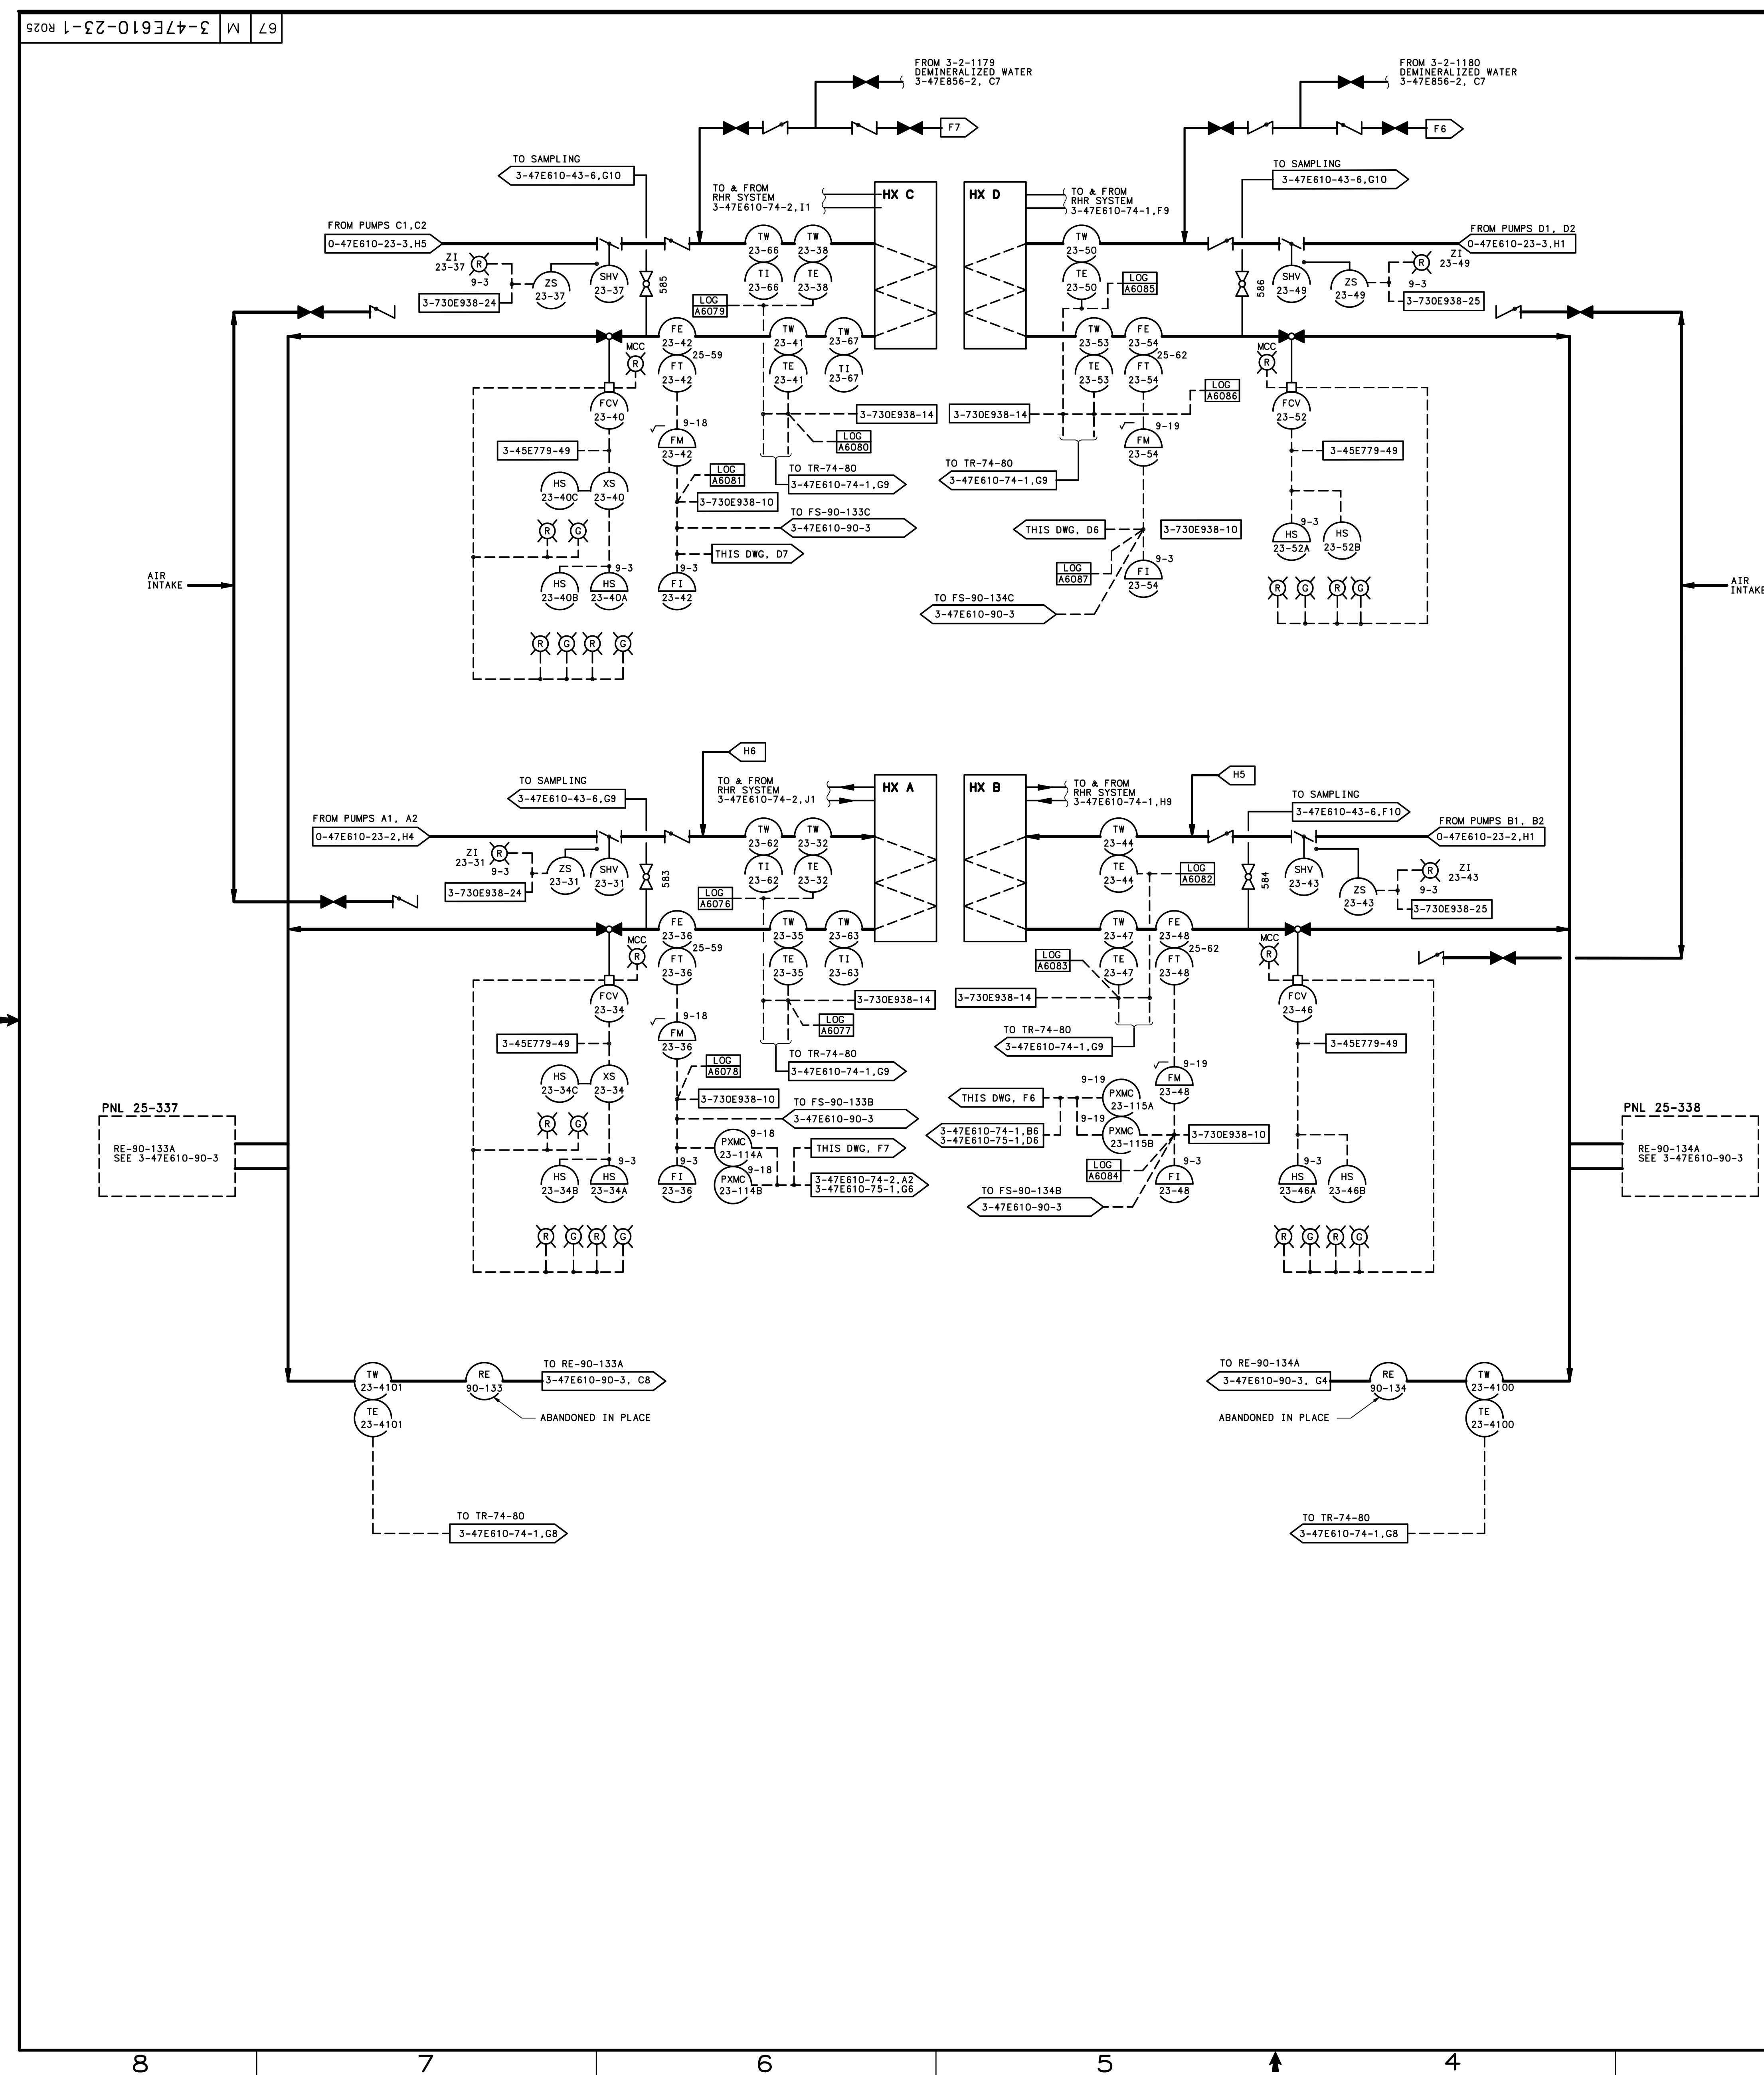 3-47E610-23-1 R025
M
67
FROM 3-2-1179
DEMINERALIZED WATER
3-47E856-2, C7
F7
FROM 3-2-1180
DEMINERALIZED WATER
3-47E856-2, C7
F6
TO SAMPLING
3-47E610-43-6,G10
TO & FROM
RHR SYSTEM
3-47E610-74-2,I1
HX C
HX D
TO & FROM
RHR SYSTEM
3-47E610-74-1,F9
TO SAMPLING
3-47E610-43-6,G10
FROM PUMPS C1,C2
0-47E610-23-3,H5
FROM PUMPS D1, D2
0-47E610-23-3,H1
ZI
23-37
R
9-3
ZS
23-37
SHV
23-37
3-730E938-24
585
TW
23-66
TI
23-66
TW
23-38
TE
23-38
LOG
A6079
TW
23-50
TE
23-50
LOG
A6085
586
SHV
23-49
ZS
23-49
R
ZI
23-49
9-3
3-730E938-25
MCC
R
FE
23-42
25-59
FT
23-42
TW
23-41
TE
23-41
TW
23-67
TI
23-67
TW
23-53
TE
23-53
FE
23-54
25-62
FT
23-54
MCC
R
FCV
23-40
9-18
FM
23-42
3-730E938-14
LOG
A6080
3-730E938-14
LOG
A6086
9-19
FM
23-54
FCV
23-52
3-45E779-49
3-45E779-49
HS
23-40C
XS
23-40
LOG
A6081
3-730E938-10
TO TR-74-80
3-47E610-74-1,G9
TO TR-74-80
3-47E610-74-1,G9
TO FS-90-133C
3-47E610-90-3
THIS DWG, D7
R
G
THIS DWG, D6
3-730E938-10
HS
23-52A
9-3
HS
23-52B
AIR
INTAKE
HS
23-40B
HS
23-40A
9-3
FI
23-42
9-3
LOG
A6087
FI
23-54
9-3
TO FS-90-134C
3-47E610-90-3
R
G
R
G
AIR
INTAKE
R
G
R
G
H6
H5
TO SAMPLING
3-47E610-43-6,G9
TO & FROM
RHR SYSTEM
3-47E610-74-2,J1
HX A
HX B
TO & FROM
RHR SYSTEM
3-47E610-74-1,H9
TO SAMPLING
3-47E610-43-6,F10
FROM PUMPS A1, A2
0-47E610-23-2,H4
FROM PUMPS B1, B2
0-47E610-23-2,H1
ZI
23-31
R
9-3
ZS
23-31
SHV
23-31
3-730E938-24
583
TW
23-62
TI
23-62
TW
23-32
TE
23-32
LOG
A6076
TW
23-44
TE
23-44
LOG
A6082
584
SHV
23-43
ZS
23-43
R
ZI
23-43
9-3
3-730E938-25
MCC
R
FE
23-36
25-59
FT
23-36
TW
23-35
TE
23-35
TW
23-63
TI
23-63
LOG
A6083
TW
23-47
TE
23-47
FE
23-48
25-62
FT
23-48
MCC
R
FCV
23-34
9-18
FM
23-36
3-730E938-14
LOG
A6077
3-730E938-14
FCV
23-46
3-45E779-49
TO TR-74-80
3-47E610-74-1,G9
TO TR-74-80
3-47E610-74-1,G9
3-45E779-49
HS
23-34C
XS
23-34
LOG
A6078
3-730E938-10
9-19
FM
23-48
9-19
PXMC
23-115A
THIS DWG, F6
9-19
PXMC
23-115B
3-47E610-74-1,B6
3-47E610-75-1,D6
3-730E938-10
TO FS-90-133B
3-47E610-90-3
R
G
PXMC
23-114A
9-18
PXMC
23-114B
9-18
THIS DWG, F7
3-47E610-74-2,A2
3-47E610-75-1,G6
LOG
A6084
PNL 25-337
RE-90-133A
SEE 3-47E610-90-3
PNL 25-338
RE-90-134A
SEE 3-47E610-90-3
HS
23-34B
HS
23-34A
9-3
FI
23-36
9-3
TO FS-90-134B
3-47E610-90-3
FI
23-48
9-3
HS
23-46A
9-3
HS
23-46B
R
G
R
G
R
G
R
G
TW
23-4101
TE
23-4101
RE
90-133
TO RE-90-133A
3-47E610-90-3, C8
ABANDONED IN PLACE
TO RE-90-134A
3-47E610-90-3, G4
RE
90-134
ABANDONED IN PLACE
TW
23-4100
TE
23-4100
TO TR-74-80
3-47E610-74-1,G8
TO TR-74-80
3-47E610-74-1,G8
8
7
6
5
4